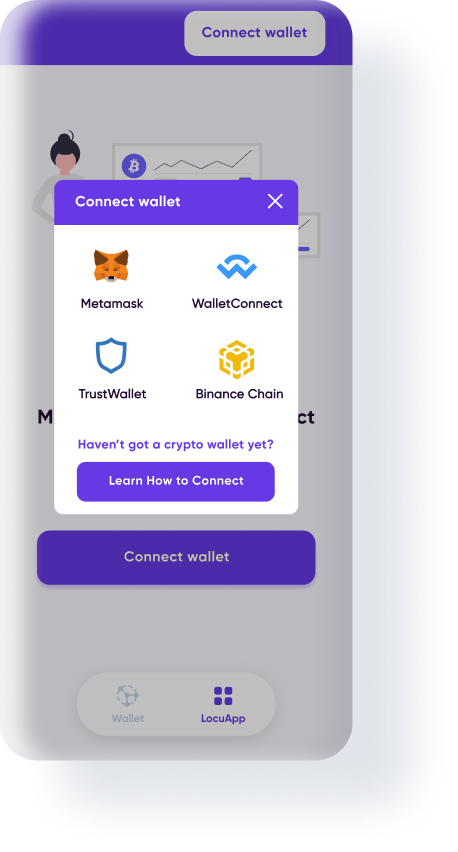 Connect wallet
Connect wallet
Metamask
WalletConnect
TrustWallet
Binance Chain
Haven't got a crypto wallet yet?
Learn How to Connect
Connect wallet
Wallet
LocuApp